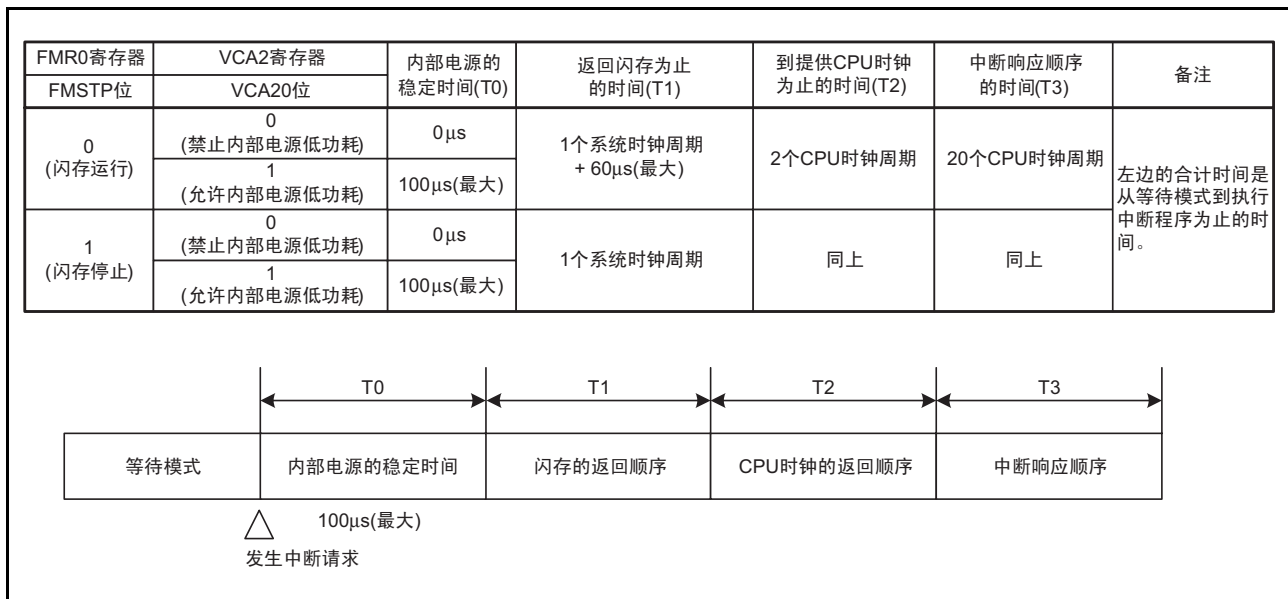 FMR0寄存器
VCA2寄存器
内部电源的
稳定时间(T0)
返回闪存为止
的时间(T1)
到提供CPU时钟
为止的时间(T2)
中断响应顺序
的时间(T3)
备注
FMSTP位
VCA20位
0
(闪存运行)
0
(禁止内部电源低功耗)
0μs
1个系统时钟周期
+ 60μs(最大)
2个CPU时钟周期
20个CPU时钟周期
左边的合计时间是
从等待模式到执行
中断程序为止的时
间。
1
(允许内部电源低功耗)
100μs(最大)
1
(闪存停止)
0
(禁止内部电源低功耗)
0μs
1个系统时钟周期
同上
同上
1
(允许内部电源低功耗)
100μs(最大)
T0
T1
T2
T3
等待模式
内部电源的稳定时间
闪存的返回顺序
CPU时钟的返回顺序
中断响应顺序
100μs(最大)
发生中断请求